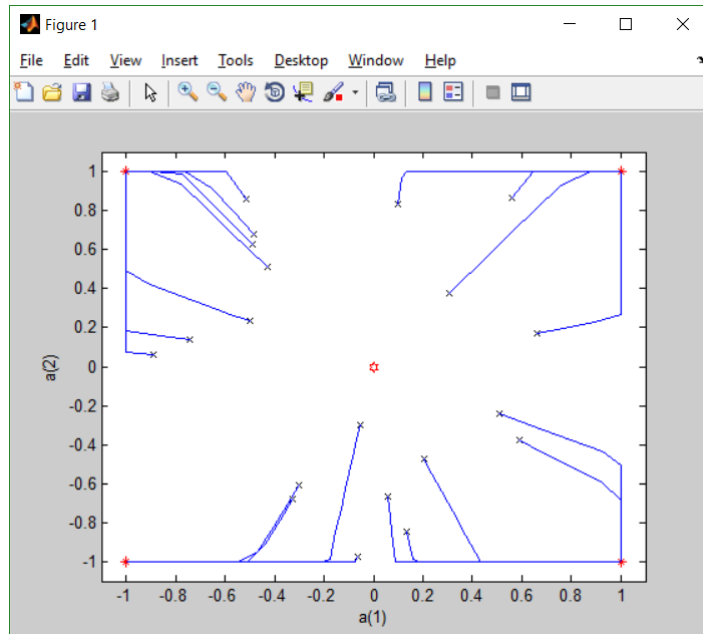 Figure 1
File Edit View Insert Tools Desktop Window Help
1
0.8
0.6
0.4
0.2
0
-0.2
-0.4
-0.6
-0.8
-1
a(2)
-1 -0.8 -0.6 -0.4 -0.2 0 0.2 0.4 0.6 0.8 1
a(1)